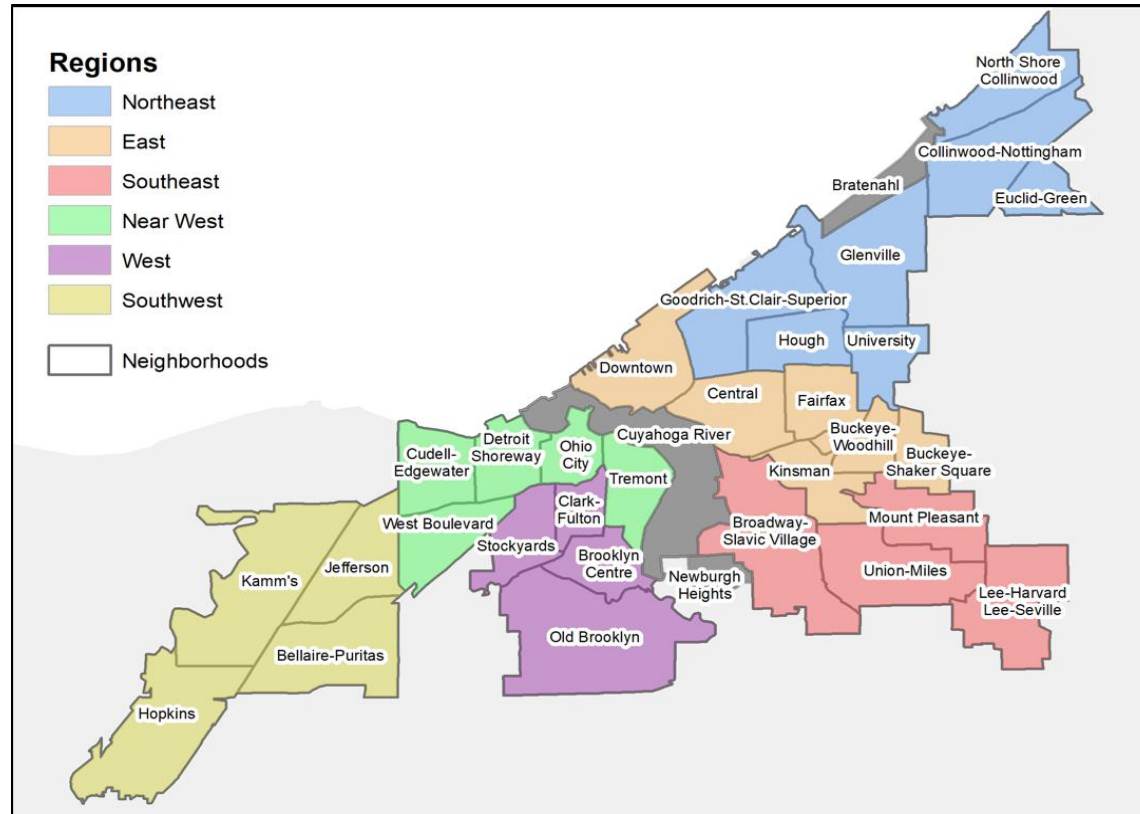 Regions
Northeast
East
Southeast
Near West
West
Southwest
Neighborhoods
North Shore
Collinwood
Collinwood-Nottingham
Bratenahl
Euclid-Green
Glenville
Goodrich-St.Clair-Superior
Hough
University
Downtown
Central
Fairfax
Buckeye-
Woodhill
Buckeye-
Shaker Square
Cuyahoga River
Kinsman
Cudell-
Edgewater
Detroit
Shoreway
Ohio
City
Tremont
Clark-
Fulton
West Boulevard
Stockyards
Brooklyn
Centre
Broadway-
Slavic Village
Mount Pleasant
Newburgh
Heights
Union-Miles
Lee-Harvard
Lee-Seville
Jefferson
Kamm's
Old Brooklyn
Bellaire-Puritas
Hopkins